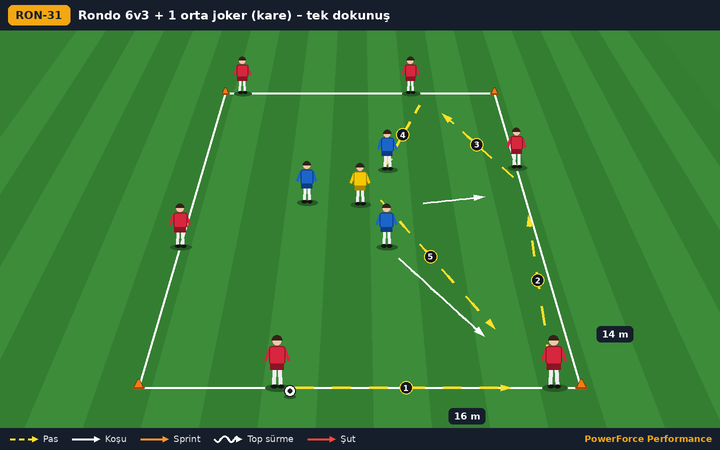 RON-31 Rondo 6v3 + 1 orta joker (kare) – tek dokunuş
4
3
5
2
14 m
1
16 m
Pas Koşu Sprint Top sürme Şut PowerForce Performance